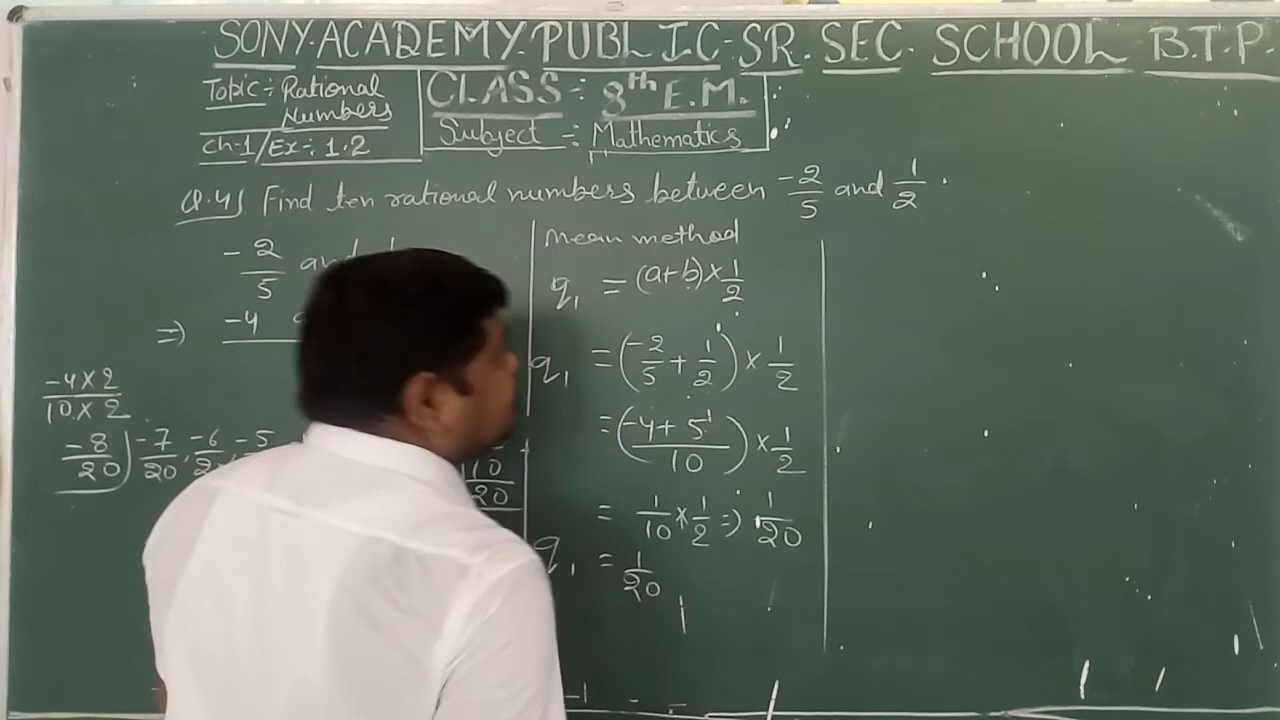 SONY ACADEMY PUBLIC SR. SEC. SCHOOL B.T.P.
Topic:- Rational Numbers
CLASS:- 8th E.M.
Ch-1/Ex:- 1.2
Subject:- Mathematics
Q.4) Find ten rational numbers between -2/5 and 1/2.
-2/5 and
=) -4
-4×2/10×2
-8/20) -7/20, -6/2 -5
10/20
Mean method
q₁ = (a+b)×1/2
q₁ = (-2/5 + 1/2) × 1/2
= (-4+5/10) × 1/2
= 1/10 × 1/2 =) 1/20
q₁ = 1/20